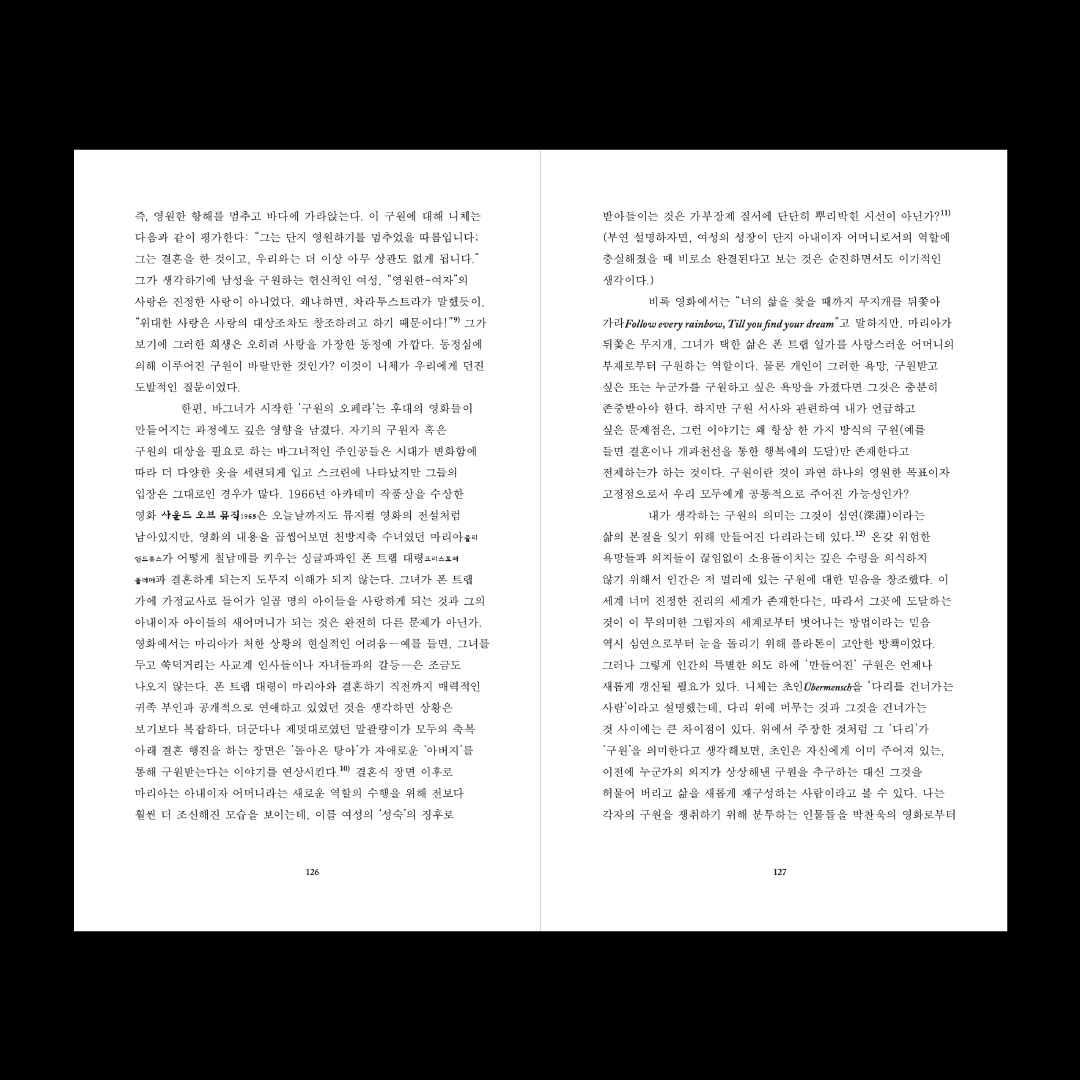 즉, 영원한 항해를 멈추고 바다에 가라앉는다. 이 구원에 대해 니체는
다음과 같이 평가한다: “그는 단지 영원하기를 멈추었을 따름입니다;
그는 결혼을 한 것이고, 우리와는 더 이상 아무 상관도 없게 됩니다.”
그가 생각하기에 남성을 구원하는 헌신적인 여성, “영원한-여자”의
사랑은 진정한 사랑이 아니었다. 왜냐하면, 차라투스트라가 말했듯이,
“위대한 사랑은 사랑의 대상조차도 창조하려고 하기 때문이다!”9) 그가
보기에 그러한 희생은 오히려 사랑을 가장한 동정에 가깝다. 동정심에
의해 이루어진 구원이 바랄만한 것인가? 이것이 니체가 우리에게 던진
도발적인 질문이었다.
한편, 바그너가 시작한 ‘구원의 오페라’는 후대의 영화들이
만들어지는 과정에도 깊은 영향을 남겼다. 자기의 구원자 혹은
구원의 대상을 필요로 하는 바그너적인 주인공들은 시대가 변화함에
따라 더 다양한 옷을 세련되게 입고 스크린에 나타났지만 그들의
입장은 그대로인 경우가 많다. 1966년 아카데미 작품상을 수상한
영화 사운드 오브 뮤직1965은 오늘날까지도 뮤지컬 영화의 전설처럼
남아있지만, 영화의 내용을 곱씹어보면 천방지축 수녀였던 마리아줄리
앤드류스가 어떻게 칠남매를 키우는 싱글파파인 폰 트랩 대령크리스토퍼
플러머과 결혼하게 되는지 도무지 이해가 되지 않는다. 그녀가 폰 트랩
가에 가정교사로 들어가 일곱 명의 아이들을 사랑하게 되는 것과 그의
아내이자 아이들의 새어머니가 되는 것은 완전히 다른 문제가 아닌가.
영화에서는 마리아가 처한 상황의 현실적인 어려움—예를 들면, 그녀를
두고 쑥덕거리는 사교계 인사들이나 자녀들과의 갈등—은 조금도
나오지 않는다. 폰 트랩 대령이 마리아와 결혼하기 직전까지 매력적인
귀족 부인과 공개적으로 연애하고 있었던 것을 생각하면 상황은
보기보다 복잡하다. 더군다나 제멋대로였던 말괄량이가 모두의 축복
아래 결혼 행진을 하는 장면은 ‘돌아온 탕아’가 자애로운 ‘아버지’를
통해 구원받는다는 이야기를 연상시킨다.10) 결혼식 장면 이후로
마리아는 아내이자 어머니라는 새로운 역할의 수행을 위해 전보다
훨씬 더 조신해진 모습을 보이는데, 이를 여성의 ‘성숙’의 징후로
126
받아들이는 것은 가부장제 질서에 단단히 뿌리박힌 시선이 아닌가?11)
(부연 설명하자면, 여성의 성장이 단지 아내이자 어머니로서의 역할에
충실해졌을 때 비로소 완결된다고 보는 것은 순진하면서도 이기적인
생각이다.)
비록 영화에서는 “너의 삶을 찾을 때까지 무지개를 뒤쫓아
가라Follow every rainbow, Till you find your dream”고 말하지만, 마리아가
뒤쫓은 무지개, 그녀가 택한 삶은 폰 트랩 일가를 사랑스러운 어머니의
부재로부터 구원하는 역할이다. 물론 개인이 그러한 욕망, 구원받고
싶은 또는 누군가를 구원하고 싶은 욕망을 가졌다면 그것은 충분히
존중받아야 한다. 하지만 구원 서사와 관련하여 내가 언급하고
싶은 문제점은, 그런 이야기는 왜 항상 한 가지 방식의 구원(예를
들면 결혼이나 개과천선을 통한 행복에의 도달)만 존재한다고
전제하는가 하는 것이다. 구원이란 것이 과연 하나의 영원한 목표이자
고정점으로서 우리 모두에게 공통적으로 주어진 가능성인가?
내가 생각하는 구원의 의미는 그것이 심연(深淵)이라는
삶의 본질을 잊기 위해 만들어진 다리라는데 있다.12) 온갖 위험한
욕망들과 의지들이 끊임없이 소용돌이치는 깊은 수렁을 의식하지
않기 위해서 인간은 저 멀리에 있는 구원에 대한 믿음을 창조했다. 이
세계 너머 진정한 진리의 세계가 존재한다는, 따라서 그곳에 도달하는
것이 이 무의미한 그림자의 세계로부터 벗어나는 방법이라는 믿음
역시 심연으로부터 눈을 돌리기 위해 플라톤이 고안한 방책이었다.
그러나 그렇게 인간의 특별한 의도 하에 ‘만들어진’ 구원은 언제나
새롭게 갱신될 필요가 있다. 니체는 초인Übermensch을 ‘다리를 건너가는
사람’이라고 설명했는데, 다리 위에 머무는 것과 그것을 건너가는
것 사이에는 큰 차이점이 있다. 위에서 주장한 것처럼 그 ‘다리’가
‘구원’을 의미한다고 생각해보면, 초인은 자신에게 이미 주어져 있는,
이전에 누군가의 의지가 상상해낸 구원을 추구하는 대신 그것을
허물어 버리고 삶을 새롭게 재구성하는 사람이라고 볼 수 있다. 나는
각자의 구원을 쟁취하기 위해 분투하는 인물들을 박찬욱의 영화로부터
127